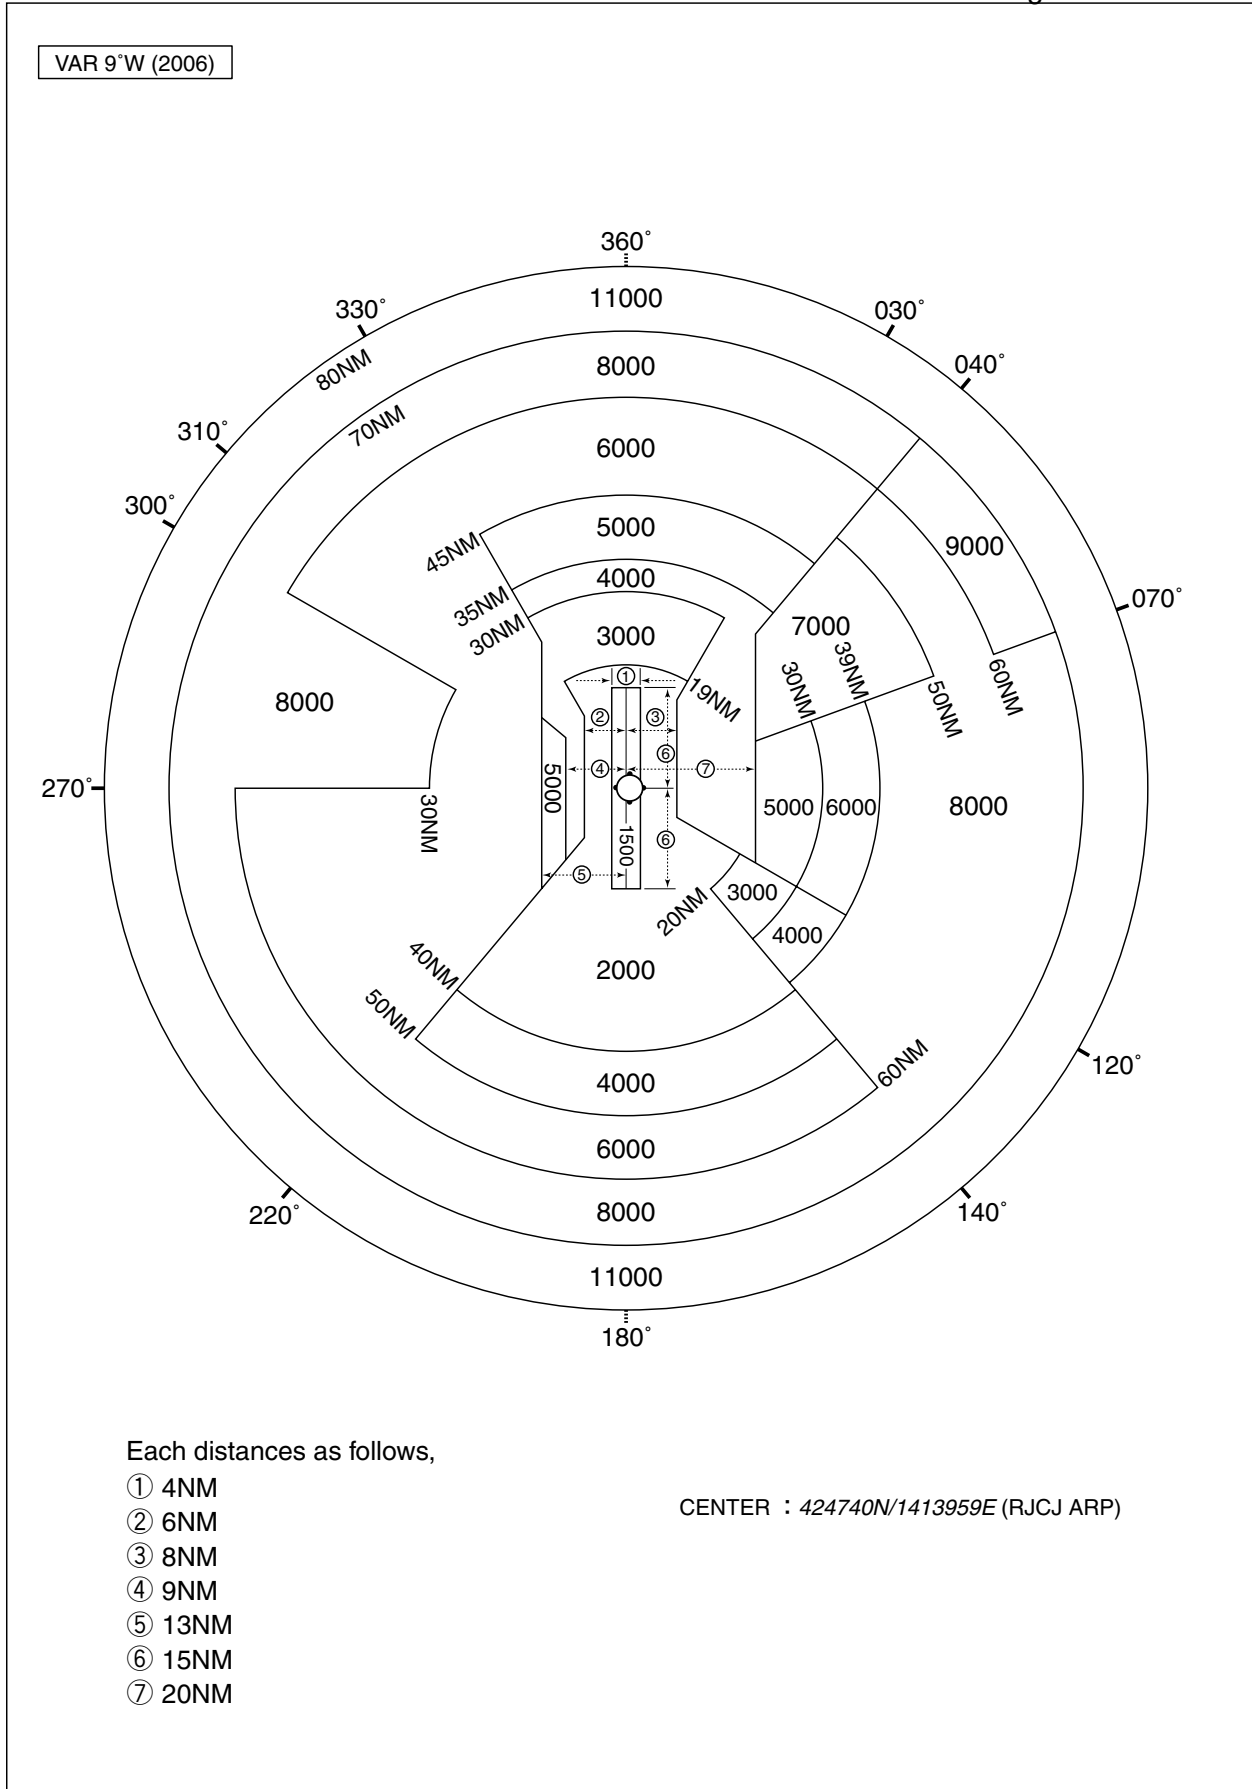 VAR 9°W (2006)
360°
330°
030°
11000
80NM
040°
8000
70NM
310°
6000
300°
45NM
5000
9000
35NM
4000
070°
30NM
3000
7000
39NM
30NM
60NM
①
19NM
50NM
8000
②
③
⑥
④
⑦
270°
5000
30NM
1500
5000
6000
8000
⑥
⑤
20NM
3000
4000
40NM
2000
50NM
60NM
120°
4000
6000
220°
8000
140°
11000
180°
Each distances as follows,
① 4NM
② 6NM
③ 8NM
④ 9NM
⑤ 13NM
⑥ 15NM
⑦ 20NM
CENTER : 424740N/1413959E (RJCJ ARP)